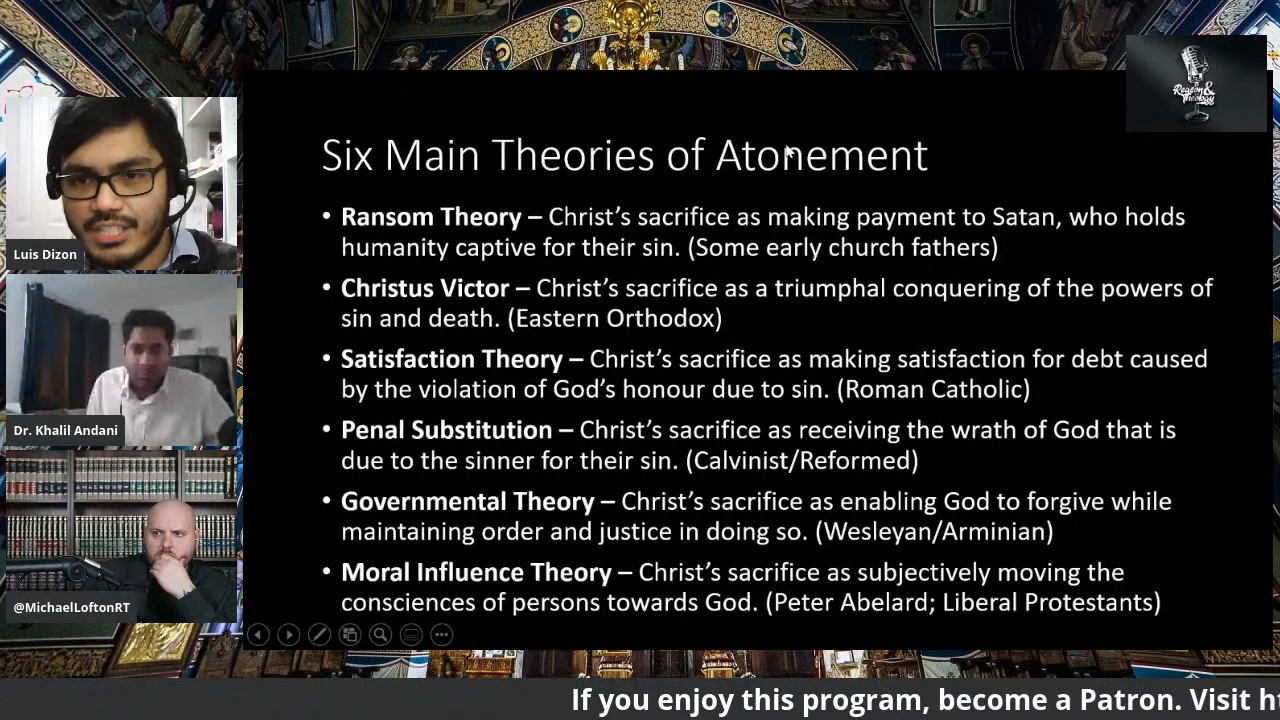 Reason &
Theology
Six Main Theories of Atonement
• Ransom Theory – Christ’s sacrifice as making payment to Satan, who holds
humanity captive for their sin. (Some early church fathers)
• Christus Victor – Christ’s sacrifice as a triumphal conquering of the powers of
sin and death. (Eastern Orthodox)
• Satisfaction Theory – Christ’s sacrifice as making satisfaction for debt caused
by the violation of God’s honour due to sin. (Roman Catholic)
• Penal Substitution – Christ’s sacrifice as receiving the wrath of God that is
due to the sinner for their sin. (Calvinist/Reformed)
• Governmental Theory – Christ’s sacrifice as enabling God to forgive while
maintaining order and justice in doing so. (Wesleyan/Arminian)
• Moral Influence Theory – Christ’s sacrifice as subjectively moving the
consciences of persons towards God. (Peter Abelard; Liberal Protestants)
Luis Dizon
Dr. Khalil Andani
@MichaelLoftonRT
If you enjoy this program, become a Patron. Visit h